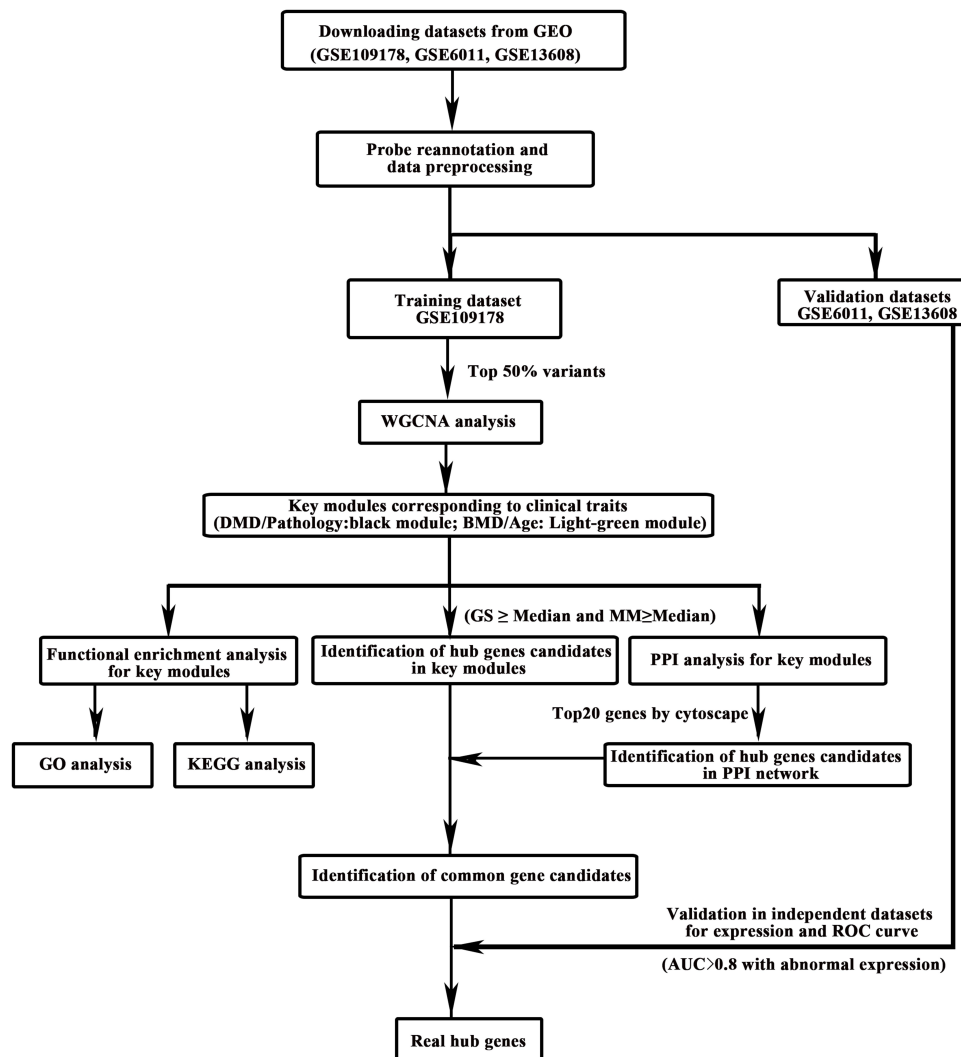 Downloading datasets from GEO
(GSE109178, GSE6011, GSE13608)
Probe reannotation and
data preprocessing
Training dataset
GSE109178
Validation datasets
GSE6011, GSE13608
Top 50% variants
WGCNA analysis
Key modules corresponding to clinical traits
(DMD/Pathology:black module; BMD/Age: Light-green module)
(GS ≥ Median and MM≥Median)
Functional enrichment analysis
for key modules
Identification of hub genes candidates
in key modules
PPI analysis for key modules
Top20 genes by cytoscape
GO analysis
KEGG analysis
Identification of hub genes candidates
in PPI network
Identification of common gene candidates
Validation in independent datasets
for expression and ROC curve
(AUC>0.8 with abnormal expression)
Real hub genes